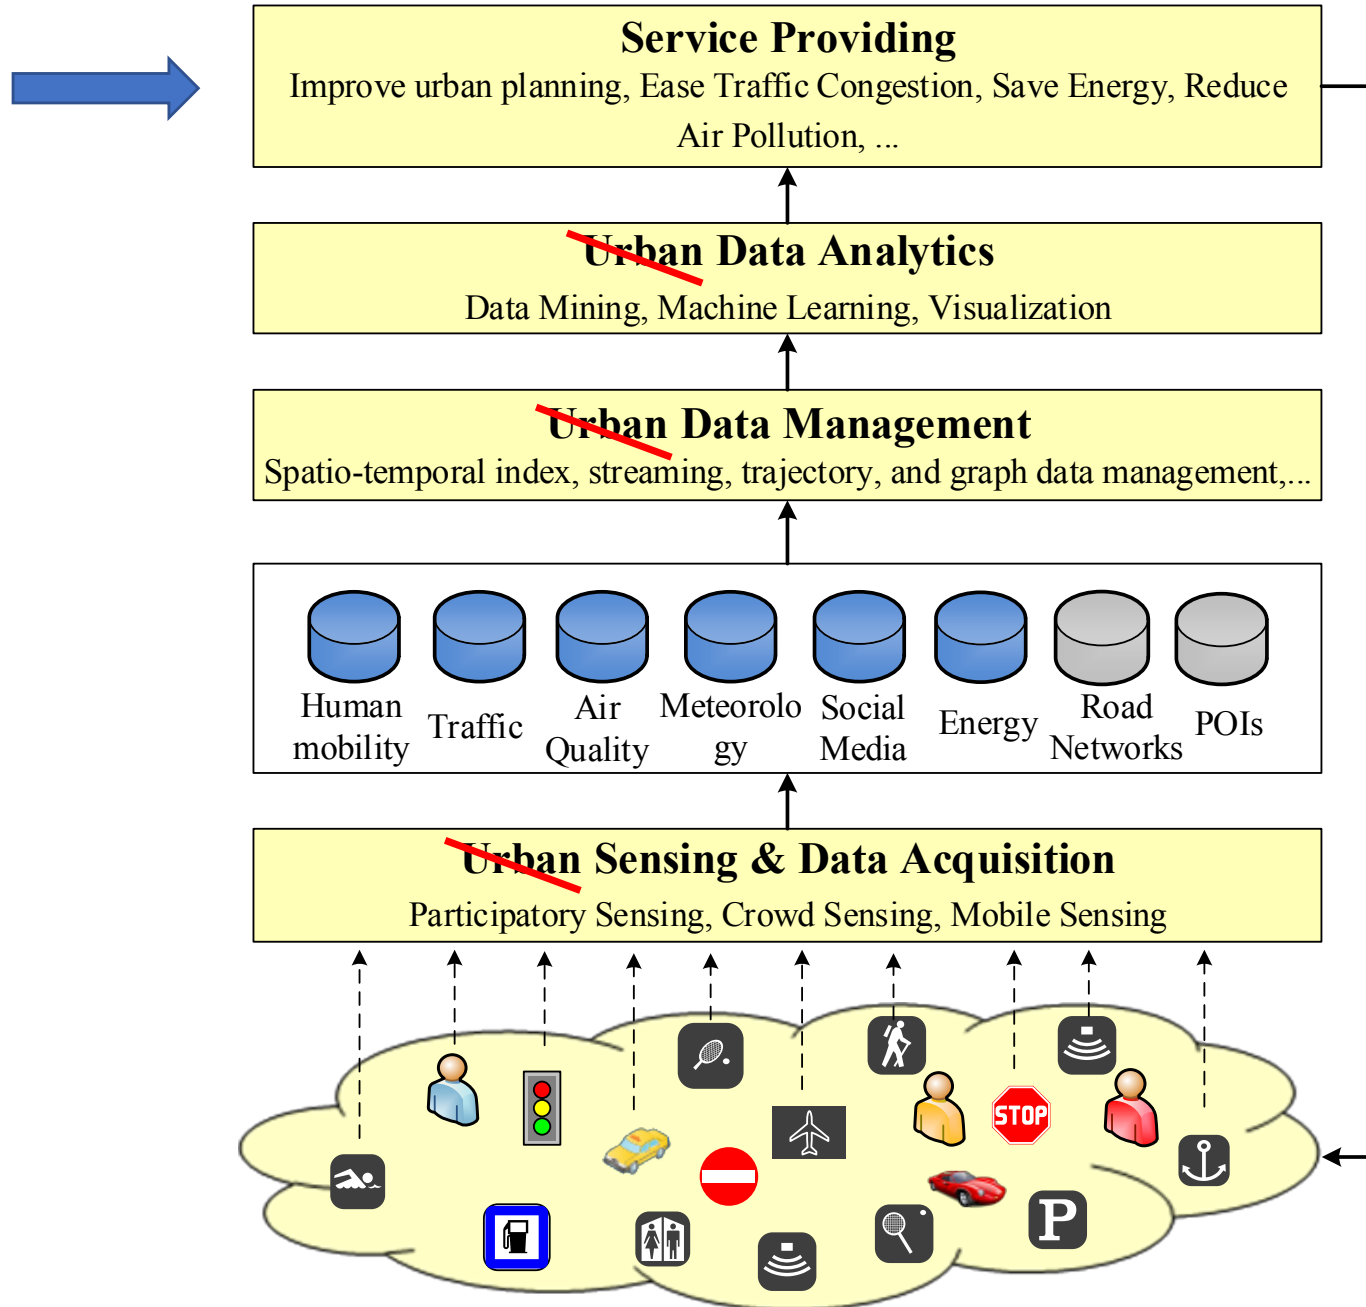 Service Providing
Improve urban planning, Ease Traffic Congestion, Save Energy, Reduce
Air Pollution, ...
Urban Data Analytics
Data Mining, Machine Learning, Visualization
Urban Data Management
Spatio-temporal index, streaming, trajectory, and graph data management,...
Human
mobility
Traffic
Air
Quality
Meteorolo
gy
Social
Media
Energy
Road
Networks
POIs
Urban Sensing & Data Acquisition
Participatory Sensing, Crowd Sensing, Mobile Sensing
STOP
P